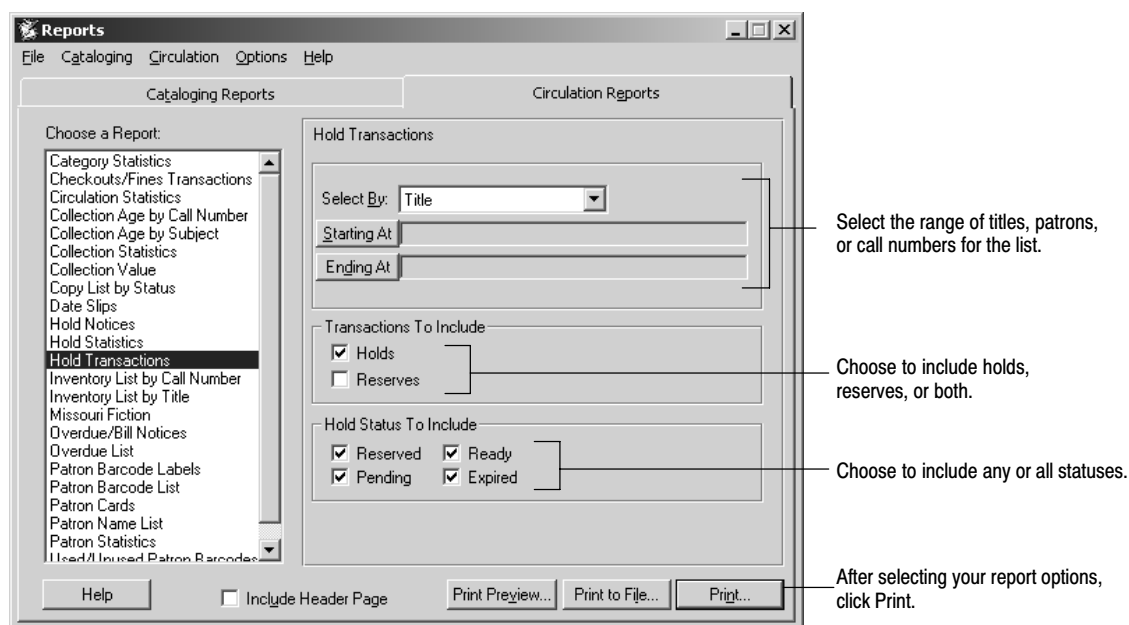 Reports
File Cataloging Circulation Options Help
Cataloging Reports
Circulation Reports
Choose a Report:
Category Statistics
Checkouts/Fines Transactions
Circulation Statistics
Collection Age by Call Number
Collection Age by Subject
Collection Statistics
Collection Value
Copy List by Status
Date Slips
Hold Notices
Hold Statistics
Hold Transactions
Inventory List by Call Number
Inventory List by Title
Missouri Fiction
Overdue/Bill Notices
Overdue List
Patron Barcode Labels
Patron Barcode List
Patron Cards
Patron Name List
Patron Statistics
Used/Unused Patron Barcodes
Hold Transactions
Select By: Title
Starting At
Ending At
Transactions To Include
Holds
Reserves
Hold Status To Include
Reserved Ready
Pending Expired
Help
Include Header Page
Print Preview...
Print to File...
Print...
Select the range of titles, patrons,
or call numbers for the list.
Choose to include holds,
reserves, or both.
Choose to include any or all statuses.
After selecting your report options,
click Print.